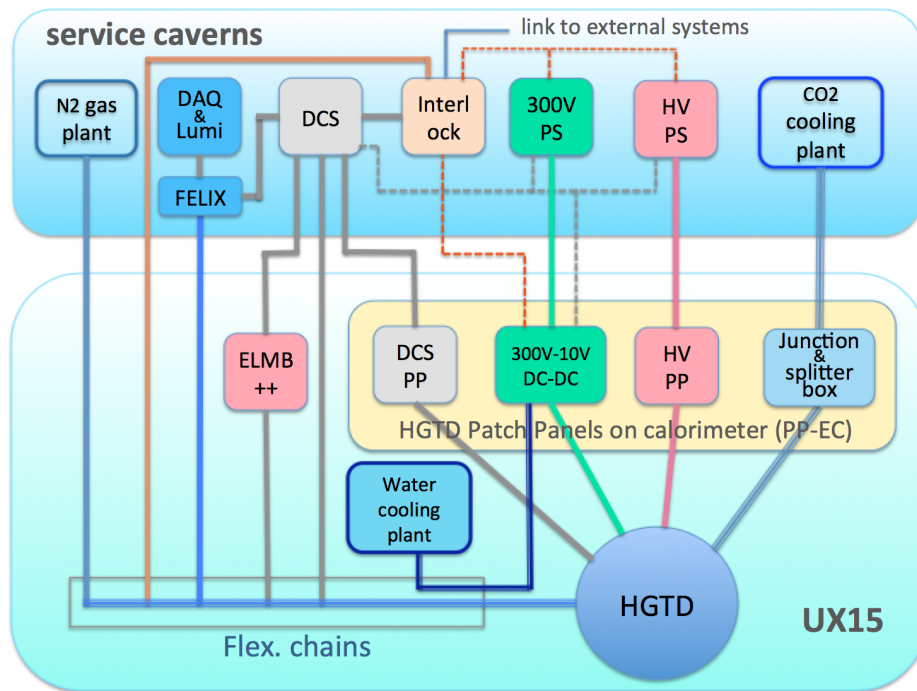 service caverns
link to external systems
N2 gas
plant
DAQ
&
Lumi
FELIX
DCS
Interl
ock
300V
PS
HV
PS
CO2
cooling
plant
ELMB
++
DCS
PP
300V-10V
DC-DC
HV
PP
Junction
&
splitter
box
HGTD Patch Panels on calorimeter (PP-EC)
Water
cooling
plant
HGTD
UX15
Flex. chains